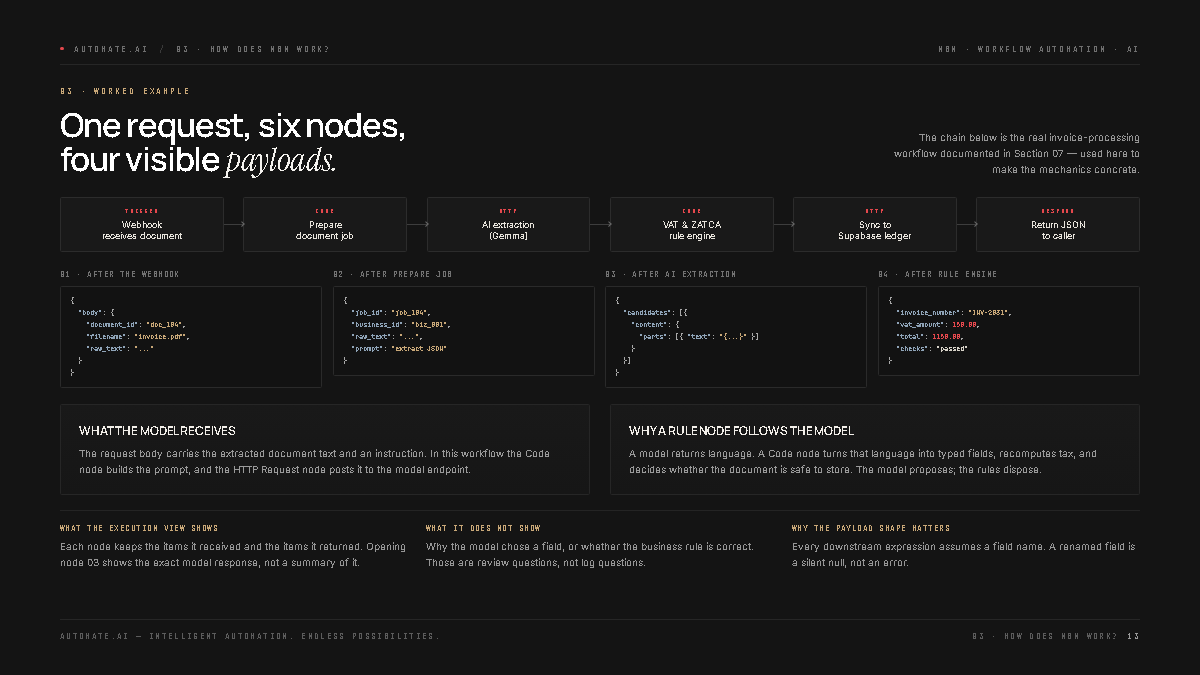 AUTOMATE.AI / 03 · HOW DOES N8N WORK?
N8N · WORKFLOW AUTOMATION · AI
03 · WORKED EXAMPLE
One request, six nodes,
four visible payloads.
The chain below is the real invoice-processing
workflow documented in Section 07 — used here to
make the mechanics concrete.
TRIGGER
Webhook
receives document
CODE
Prepare
document job
HTTP
AI extraction
(Gemma)
CODE
VAT & ZATCA
rule engine
HTTP
Sync to
Supabase ledger
RESPOND
Return JSON
to caller
01 · AFTER THE WEBHOOK
{
"body": {
"document_id": "doc_104",
"filename": "invoice.pdf",
"raw_text": "..."
}
}
02 · AFTER PREPARE JOB
{
"job_id": "job_104",
"business_id": "biz_001",
"raw_text": "...",
"prompt": "extract JSON"
}
03 · AFTER AI EXTRACTION
{
"candidates": [{
"content": {
"parts": [{ "text": "{...}" }]
}
}]
}
04 · AFTER RULE ENGINE
{
"invoice_number": "INV-2031",
"vat_amount": 150.00,
"total": 1150.00,
"checks": "passed"
}
WHAT THE MODEL RECEIVES
The request body carries the extracted document text and an instruction. In this workflow the Code
node builds the prompt, and the HTTP Request node posts it to the model endpoint.
WHY A RULE NODE FOLLOWS THE MODEL
A model returns language. A Code node turns that language into typed fields, recomputes tax, and
decides whether the document is safe to store. The model proposes; the rules dispose.
WHAT THE EXECUTION VIEW SHOWS
Each node keeps the items it received and the items it returned. Opening
node 03 shows the exact model response, not a summary of it.
WHAT IT DOES NOT SHOW
Why the model chose a field, or whether the business rule is correct.
Those are review questions, not log questions.
WHY THE PAYLOAD SHAPE MATTERS
Every downstream expression assumes a field name. A renamed field is
a silent null, not an error.
AUTOMATE.AI — INTELLIGENT AUTOMATION. ENDLESS POSSIBILITIES.
03 · HOW DOES N8N WORK? 13